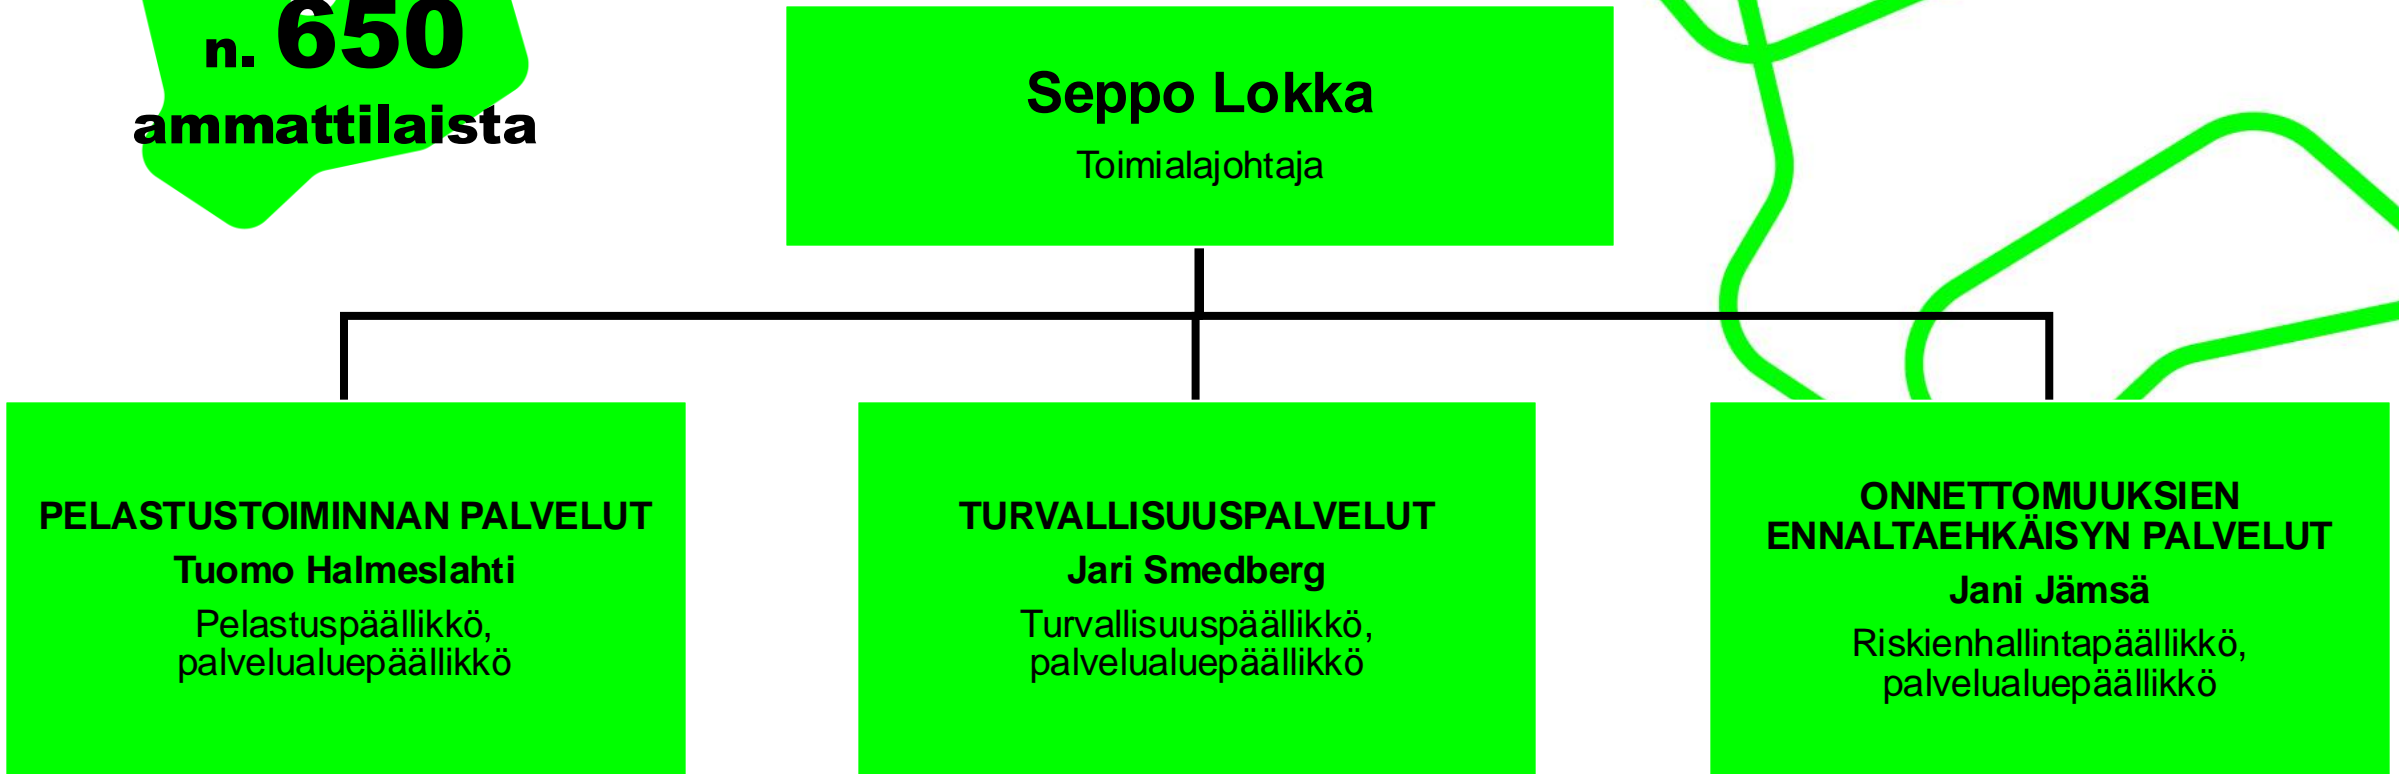 n. 650
ammattilaista
Seppo Lokka
Toimialajohtaja
PELASTUSTOIMINNAN PALVELUT
Tuomo Halmeslahti
Pelastuspäällikkö,
palvelualuepäällikkö
TURVALLISUUSPALVELUT
Jari Smedberg
Turvallisuuspäällikkö,
palvelualuepäällikkö
ONNETTOMUUKSIEN
ENNALTAEHKÄISYN PALVELUT
Jani Jämsä
Riskienhallintapäällikkö,
palvelualuepäällikkö